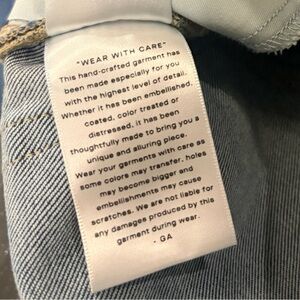 "WEAR WITH CARE"
This hand-crafted garment has
been made especially for you
with the highest level of detail.
Whether it has been embellished,
coated, color treated or
distressed, it has been
thoughtfully made to bring you a
unique and alluring piece.
Wear your garments with care as
some colors may transfer, holes
may become bigger and
embellishments may cause
scratches. We are not liable for
any damages produced by this
garment during wear.
- GA